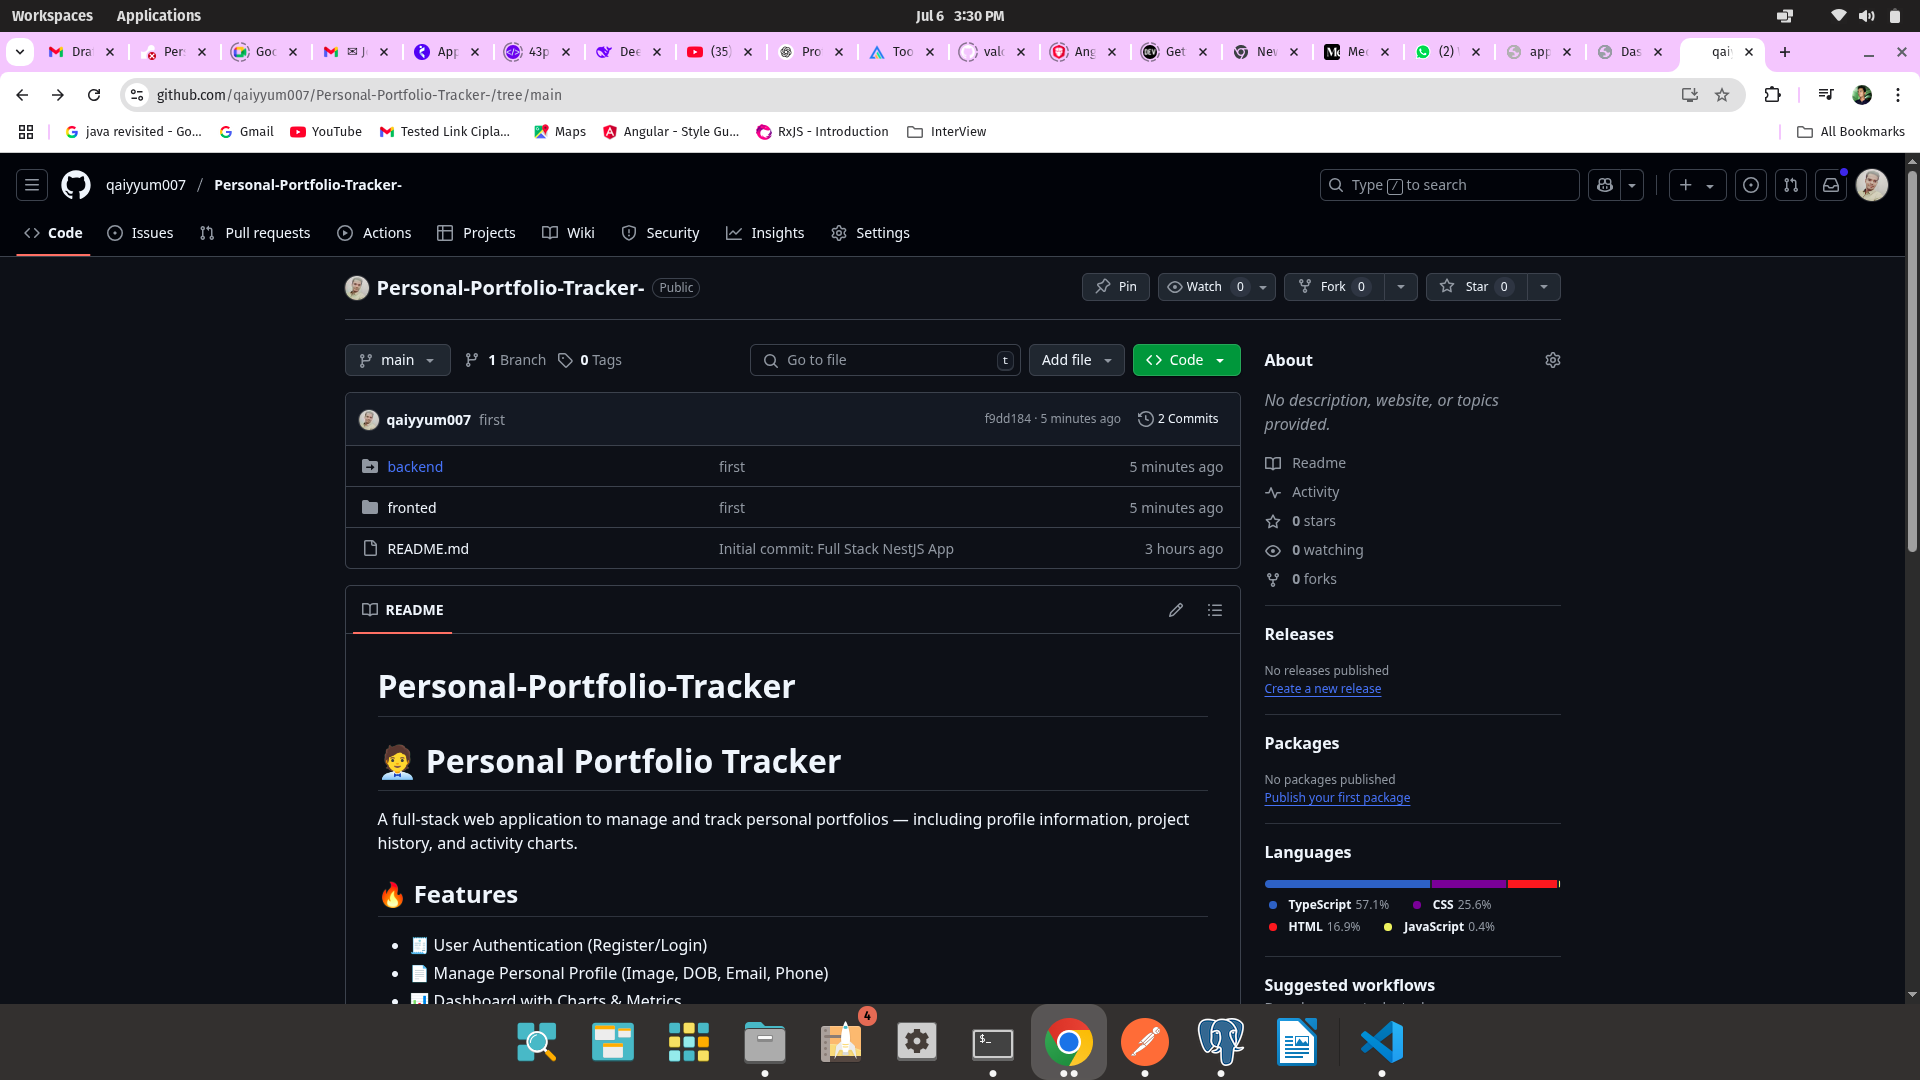 Workspaces Applications Jul 6 3:30 PM
Dra Per Goo 43p App Dee (35) Pro Too valo Ang Get Nev Med (2) app Das qaiy
github.com/qaiyyum007/Personal-Portfolio-Tracker-/tree/main
java revisited - Go... Gmail YouTube Tested Link Cipla... Maps Angular - Style Gu... RxJS - Introduction InterView All Bookmarks
qaiyyum007 / Personal-Portfolio-Tracker- Type / to search
Code Issues Pull requests Actions Projects Wiki Security Insights Settings
Personal-Portfolio-Tracker- Public Pin Watch 0 Fork 0 Star 0
main 1 Branch 0 Tags Go to file t Add file Code
About
No description, website, or topics
provided.
qaiyyum007 first f9dd184 · 5 minutes ago 2 Commits
backend first 5 minutes ago
fronted first 5 minutes ago
README.md Initial commit: Full Stack NestJS App 3 hours ago
Readme
Activity
0 stars
0 watching
0 forks
README
Personal-Portfolio-Tracker
Personal Portfolio Tracker
A full-stack web application to manage and track personal portfolios — including profile information, project
history, and activity charts.
Features
User Authentication (Register/Login)
Manage Personal Profile (Image, DOB, Email, Phone)
Dashboard with Charts & Metrics
Releases
No releases published
Create a new release
Packages
No packages published
Publish your first package
Languages
TypeScript 57.1% CSS 25.6%
HTML 16.9% JavaScript 0.4%
Suggested workflows
4